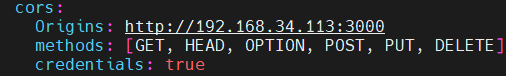 cors:
Origins: http://192.168.34.113:3000
methods: [GET, HEAD, OPTION, POST, PUT, DELETE]
credentials: true